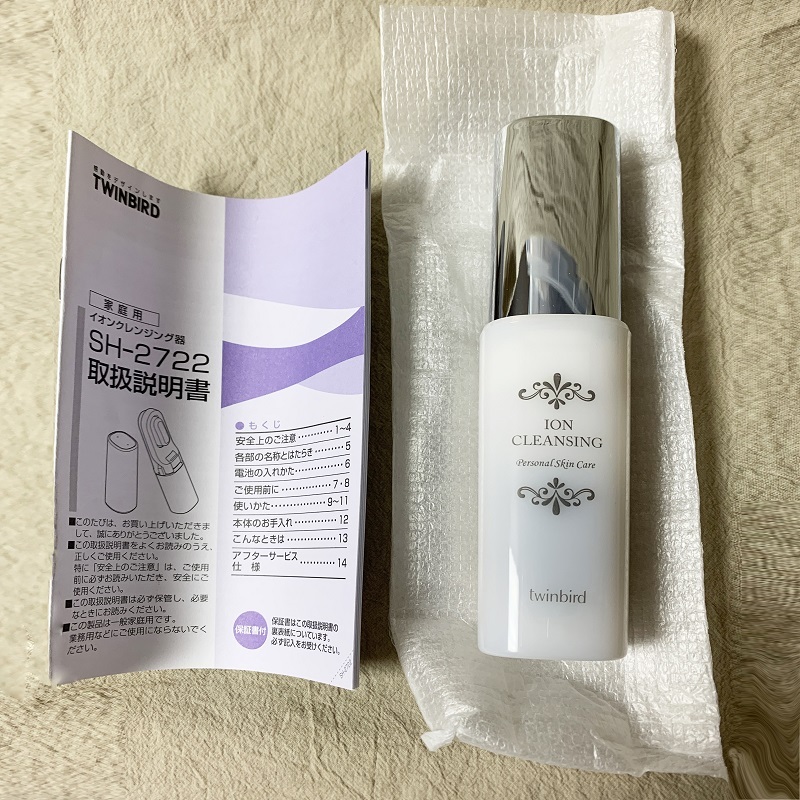 感動をデザインします
TWINBIRD
家庭用
イオンクレンジング器
SH-2722
取扱説明書
■このたびは、お買い上げいただきま
して、誠にありがとうございました。
■この取扱説明書をよくお読みのうえ、
正しくご使用ください。
特に「安全上のご注意」は、ご使用
前に必ずお読みいただき、安全にご
使用ください。
■この取扱説明書は必ず保管し、必要
なときにお読みください。
■この製品は一般家庭用です。
業務用などにご使用にならないでく
ださい。
●もくじ
安全上のご注意…………1~4
各部の名称とはたらき………5
電池の入れかた……………6
ご使用前に……………7・8
使いかた……………9~11
本体のお手入れ…………12
こんなときは……………13
アフターサービス
仕様…………14
保証書付
保証書はこの取扱説明書の
裏表紙についています。
必ず記入をお受けください。
SH-2722
ION
CLEANSING
Personal Skin Care
twinbird